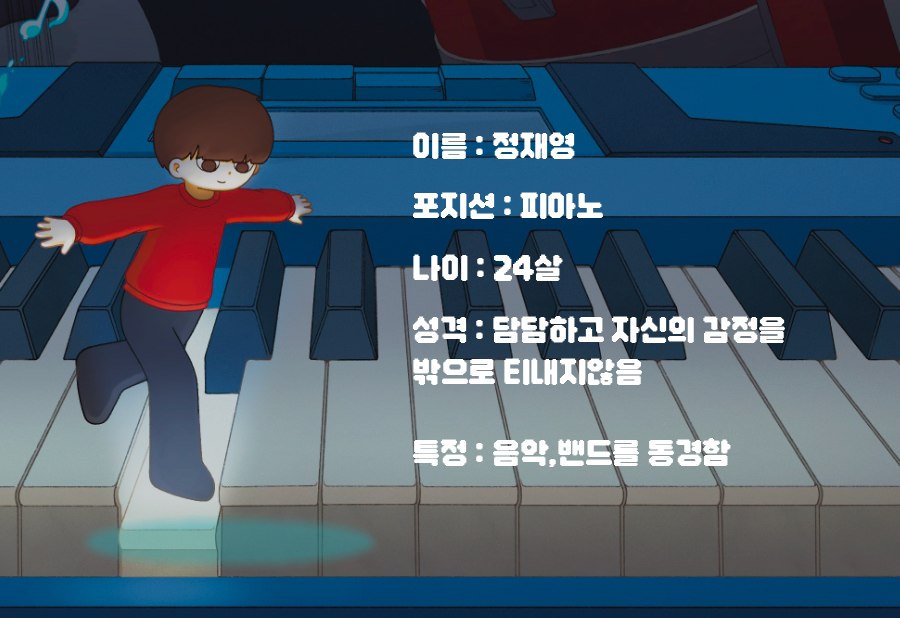 이름 : 정재영
포지션 : 피아노
나이 : 24살
성격 : 담담하고 자신의 감정을
밖으로 티내지않음
특정 : 음악,밴드를 동경함